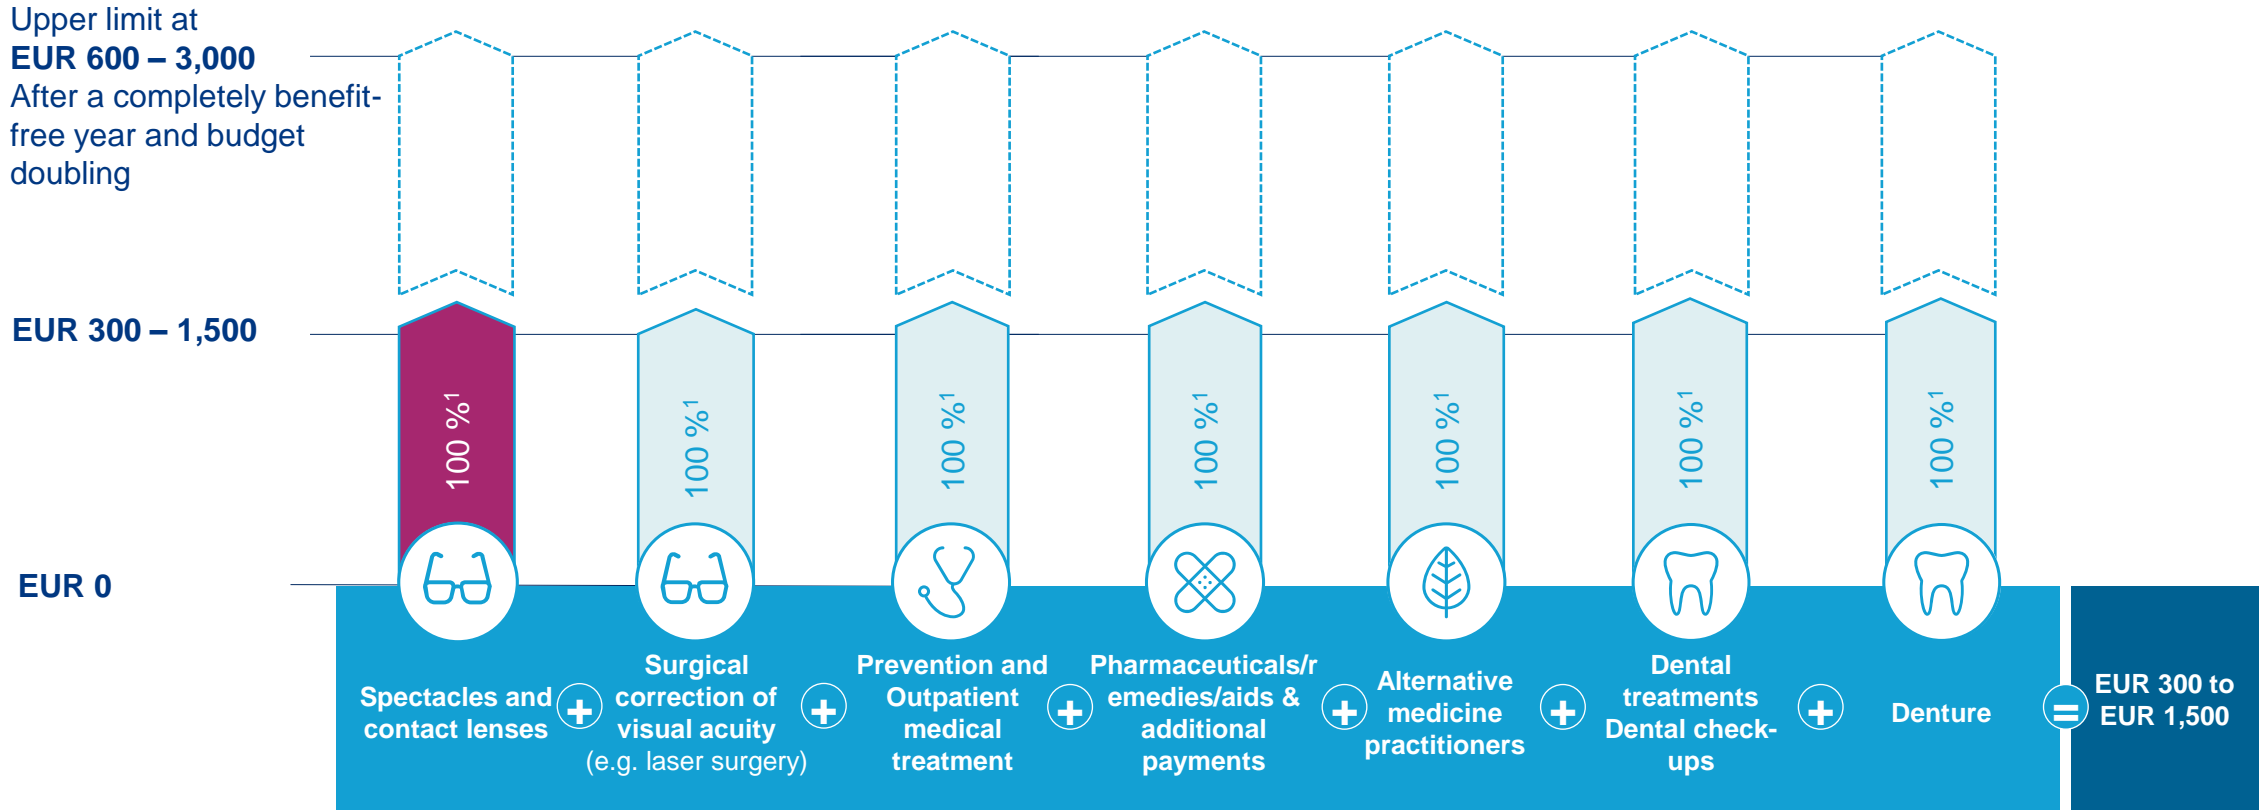 Upper limit at
EUR 600 – 3,000
After a completely benefit-
free year and budget
doubling
EUR 300 – 1,500
EUR 0
100 %¹
100 %¹
100 %¹
100 %¹
100 %¹
100 %¹
100 %¹
Spectacles and
contact lenses
+
Surgical
correction of
visual acuity
(e.g. laser surgery)
+
Prevention and
Outpatient
medical
treatment
+
Pharmaceuticals/r
emedies/aids &
additional
payments
+
Alternative
medicine
practitioners
+
Dental
treatments
Dental check-
ups
+
Denture
=
EUR 300 to
EUR 1,500